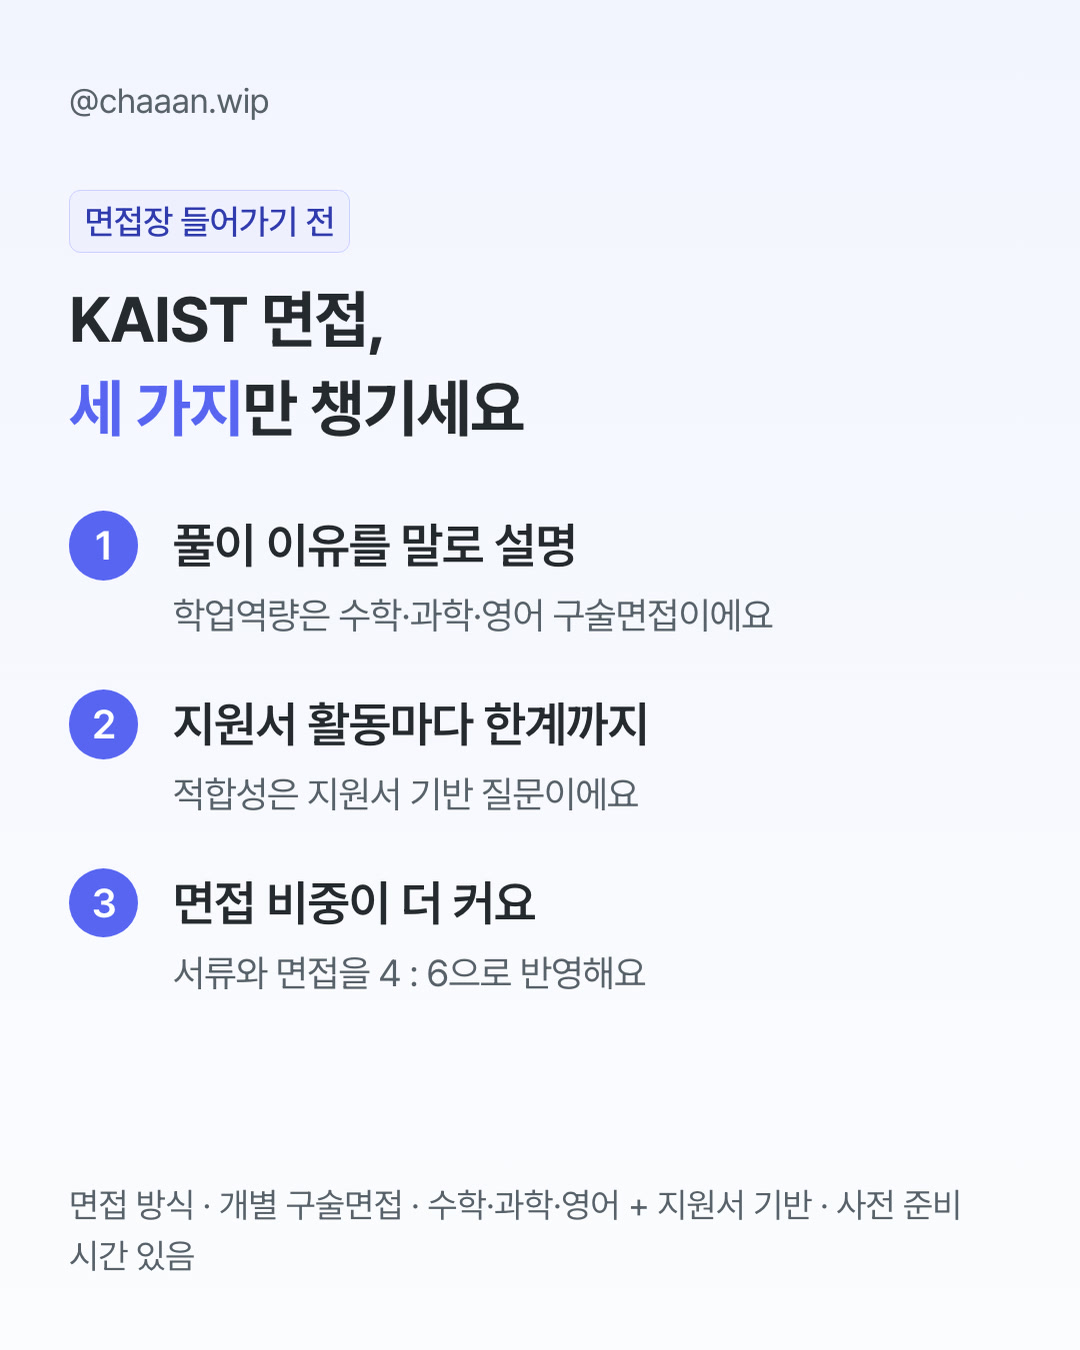 @chaaan.wip
면접장 들어가기 전
KAIST 면접,
세 가지만 챙기세요
1 풀이 이유를 말로 설명
학업역량은 수학·과학·영어 구술면접이에요
2 지원서 활동마다 한계까지
적합성은 지원서 기반 질문이에요
3 면접 비중이 더 커요
서류와 면접을 4 : 6으로 반영해요
면접 방식 · 개별 구술면접 · 수학·과학·영어 + 지원서 기반 · 사전 준비
시간 있음